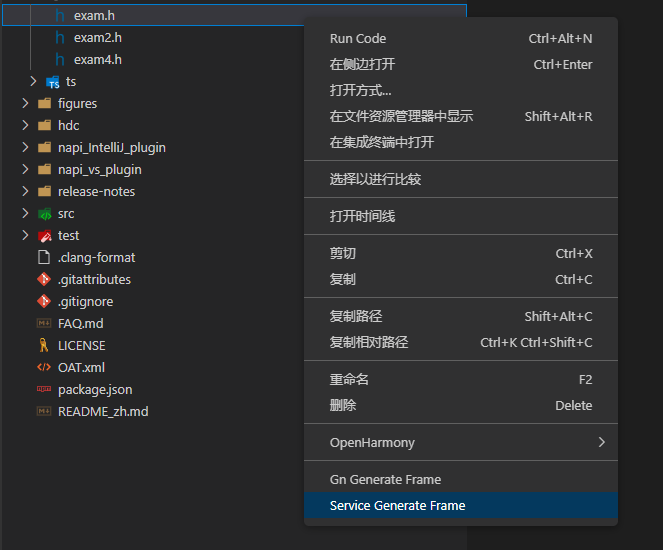 exam.h
exam2.h
exam4.h
TS ts
figures
hdc
napi_IntelliJ_plugin
napi_vs_plugin
release-notes
src
test
.clang-format
.gitattributes
.gitignore
FAQ.md
LICENSE
OAT.xml
package.json
README_zh.md
Run Code Ctrl+Alt+N
在侧边打开 Ctrl+Enter
打开方式...
在文件资源管理器中显示 Shift+Alt+R
在集成终端中打开
选择以进行比较
打开时间线
剪切 Ctrl+X
复制 Ctrl+C
复制路径 Shift+Alt+C
复制相对路径 Ctrl+K Ctrl+Shift+C
重命名 F2
删除 Delete
OpenHarmony
Gn Generate Frame
Service Generate Frame